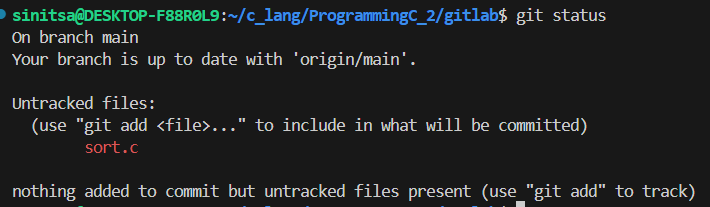 sinitsa@DESKTOP-F88R0L9:~/c_lang/ProgrammingC_2/gitlab$ git status
On branch main
Your branch is up to date with 'origin/main'.

Untracked files:
  (use "git add <file>..." to include in what will be committed)
        sort.c

nothing added to commit but untracked files present (use "git add" to track)